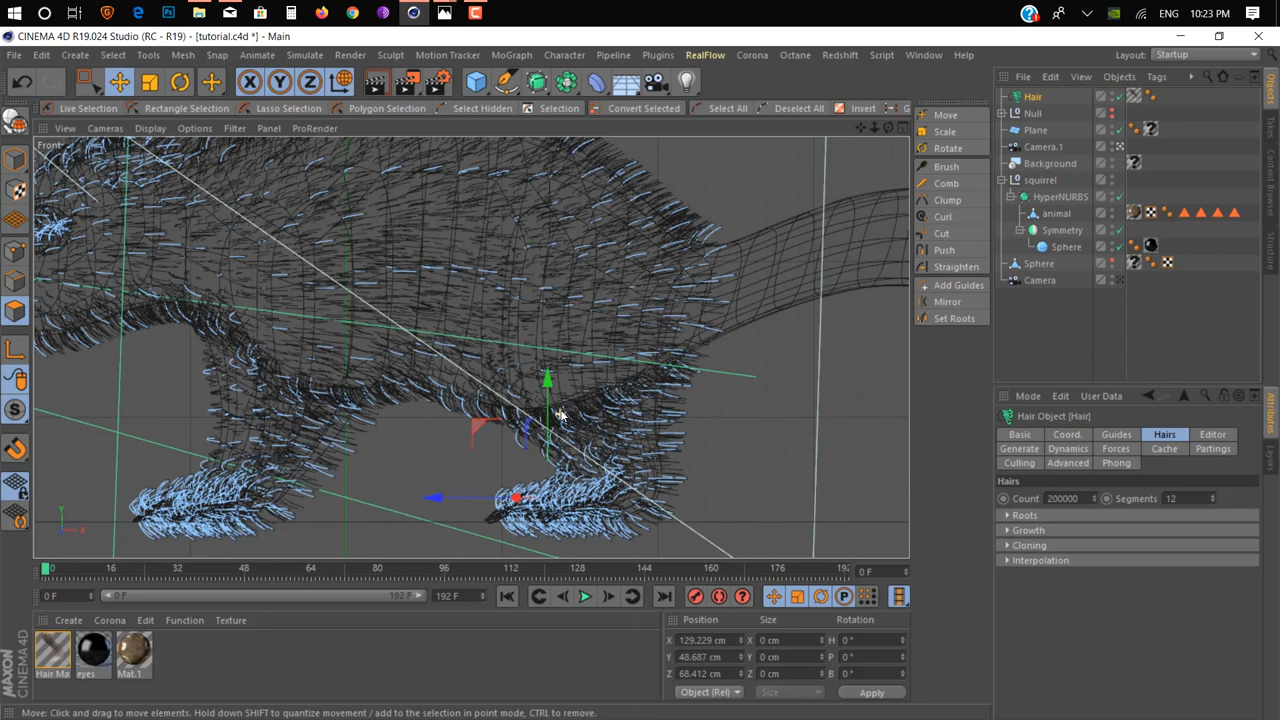 ENG 10:23 PM
CINEMA 4D R19.024 Studio (RC - R19) - [tutorial.c4d *] - Main
File Edit Create Select Tools Mesh Snap Animate Simulate Render Sculpt Motion Tracker MoGraph Character Pipeline Plugins RealFlow Corona Octane Redshift Script Window Help Layout: Startup
X Y Z
File Edit View Objects Tags
Live Selection Rectangle Selection Lasso Selection Polygon Selection Select Hidden Selection Convert Selected Select All Deselect All Invert G
View Cameras Display Options Filter Panel ProRender
Front
Move
Scale
Rotate
Brush
Comb
Clump
Curl
Cut
Push
Straighten
Add Guides
Mirror
Set Roots
Hair
Null
Plane
Camera.1
Background
squirrel
HyperNURBS
animal
Symmetry
Sphere
Sphere
Camera
Objects
Takes
Content Browser
Structure
Mode Edit User Data
Attributes
Layers
Hair Object [Hair]
Basic Coord. Guides Hairs Editor
Generate Dynamics Forces Cache Partings
Culling Advanced Phong
Hairs
Count 200000 Segments 12
Roots
Growth
Cloning
Interpolation
Y
X
0 16 32 48 64 80 96 112 128 144 160 176 192 0 F
0 F 0 F 192 F 192 F
Create Corona Edit Function Texture
Hair Ma eyes Mat.1
Position Size Rotation
X 129.229 cm X 0 cm H 0 °
Y 48.687 cm Y 0 cm P 0 °
Z 68.412 cm Z 0 cm B 0 °
Object (Rel) Size Apply
MAXON CINEMA 4D
Move: Click and drag to move elements. Hold down SHIFT to quantize movement / add to the selection in point mode, CTRL to remove.